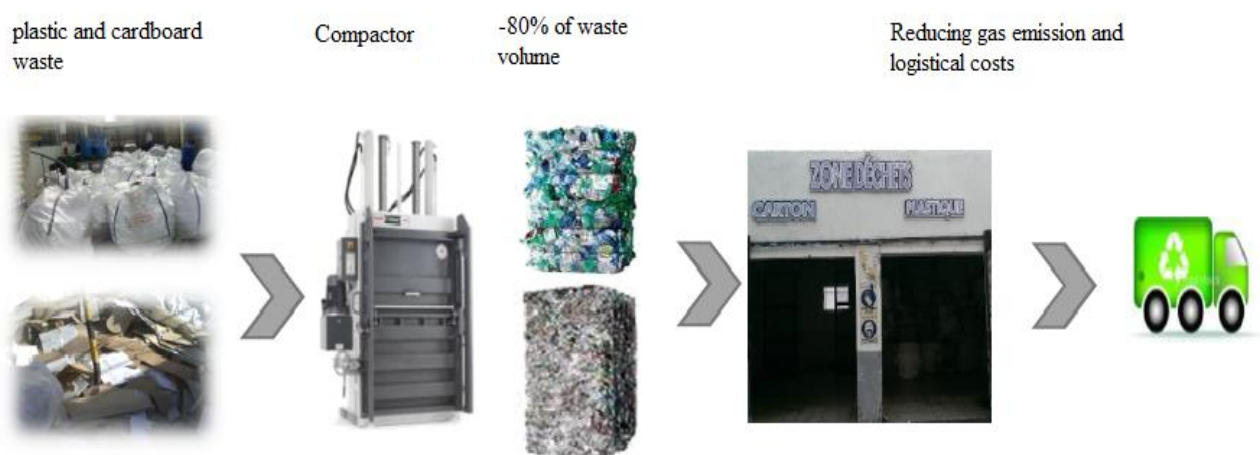 plastic and cardboard
waste
Compactor
-80% of waste
volume
Reducing gas emission and
logistical costs
ZONE DÉCHETS
CARTON
PLASTIQUE